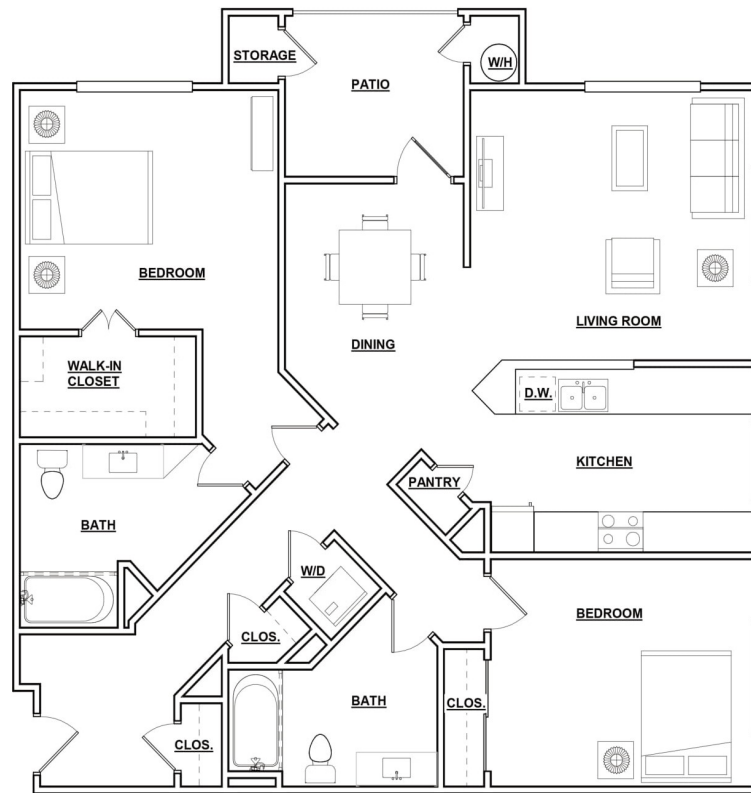 STORAGE
W/H
PATIO
BEDROOM
LIVING ROOM
DINING
WALK-IN
CLOSET
D.W.
KITCHEN
PANTRY
BATH
W/D
BEDROOM
CLOS.
BATH
CLOS.
CLOS.